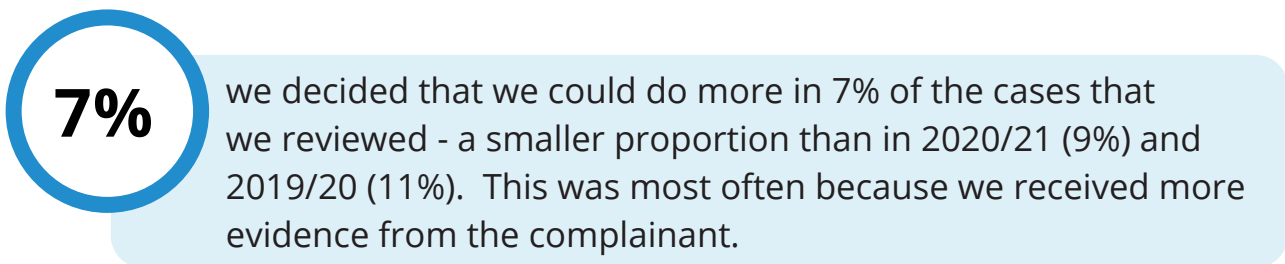 7%
we decided that we could do more in 7% of the cases that
we reviewed - a smaller proportion than in 2020/21 (9%) and
2019/20 (11%).  This was most often because we received more
evidence from the complainant.